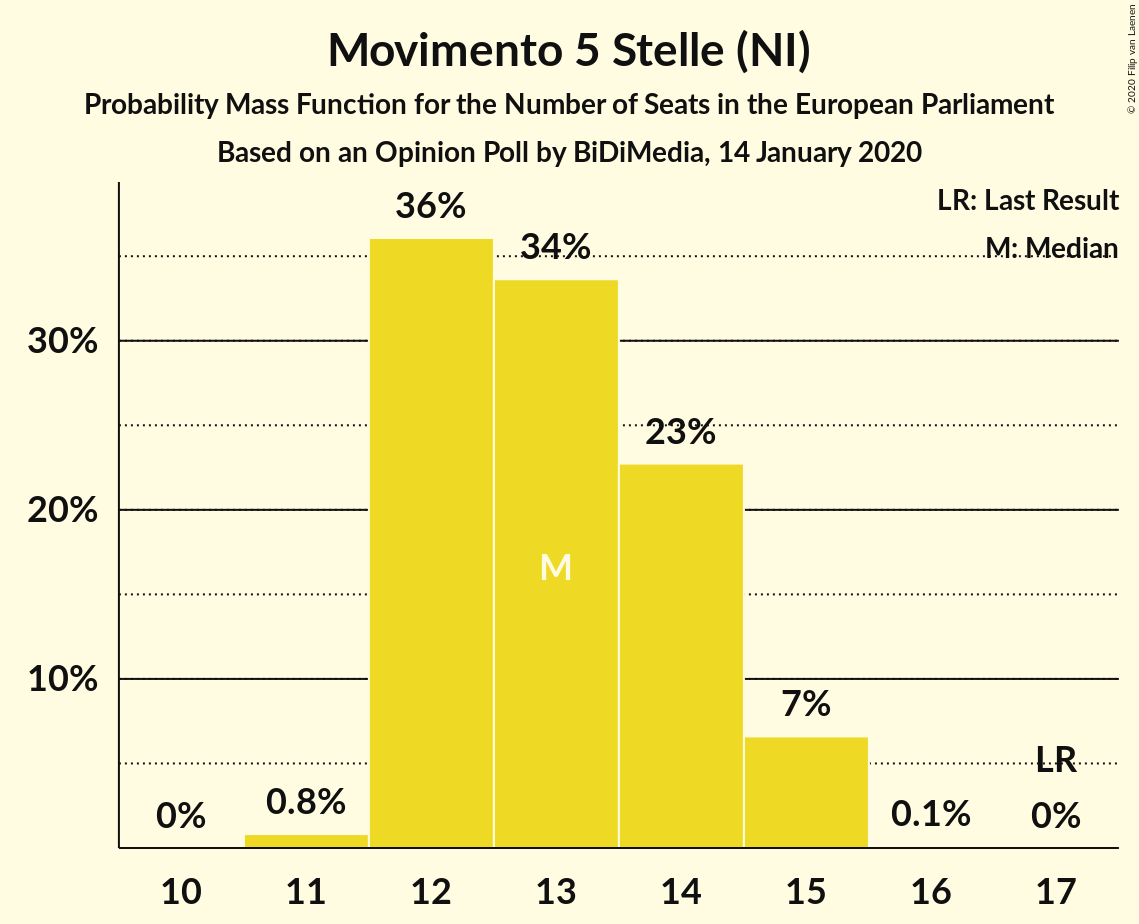 Movimento 5 Stelle (NI)
Probability Mass Function for the Number of Seats in the European Parliament
Based on an Opinion Poll by BiDiMedia, 14 January 2020
© 2020 Filip van Laenen
LR: Last Result
M: Median
36%
34%
30%
23%
20%
M
10%
7%
LR
0%
0.8%
0.1%
0%
10 11 12 13 14 15 16 17